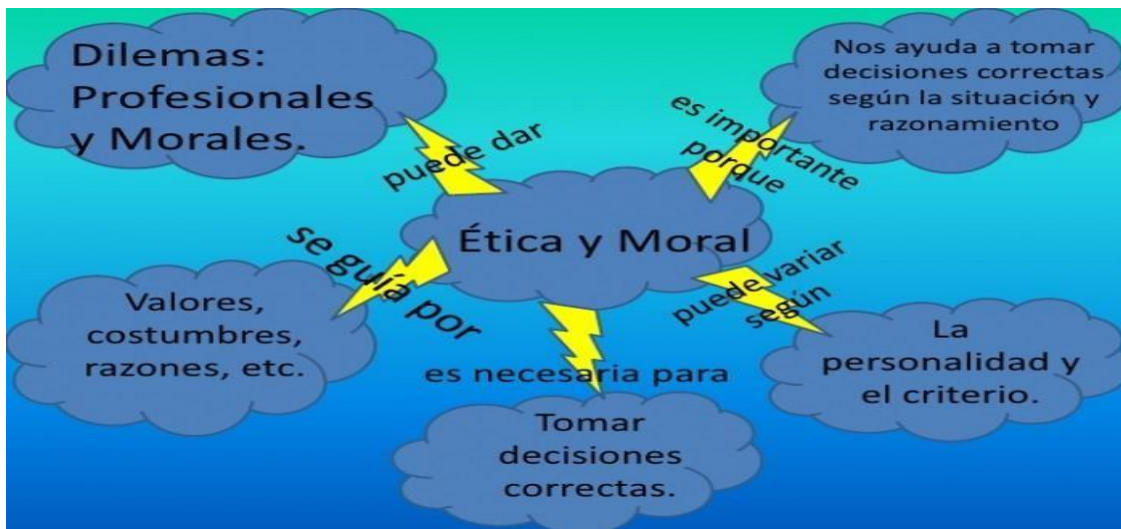 Dilemas:
Profesionales
y Morales.
puede dar
Nos ayuda a tomar
decisiones correctas
según la situación y
razonamiento
es importante
porque
Ética y Moral
se guía por
Valores,
costumbres,
razones, etc.
puede variar
según
La
personalidad y
el criterio.
es necesaria para
Tomar
decisiones
correctas.